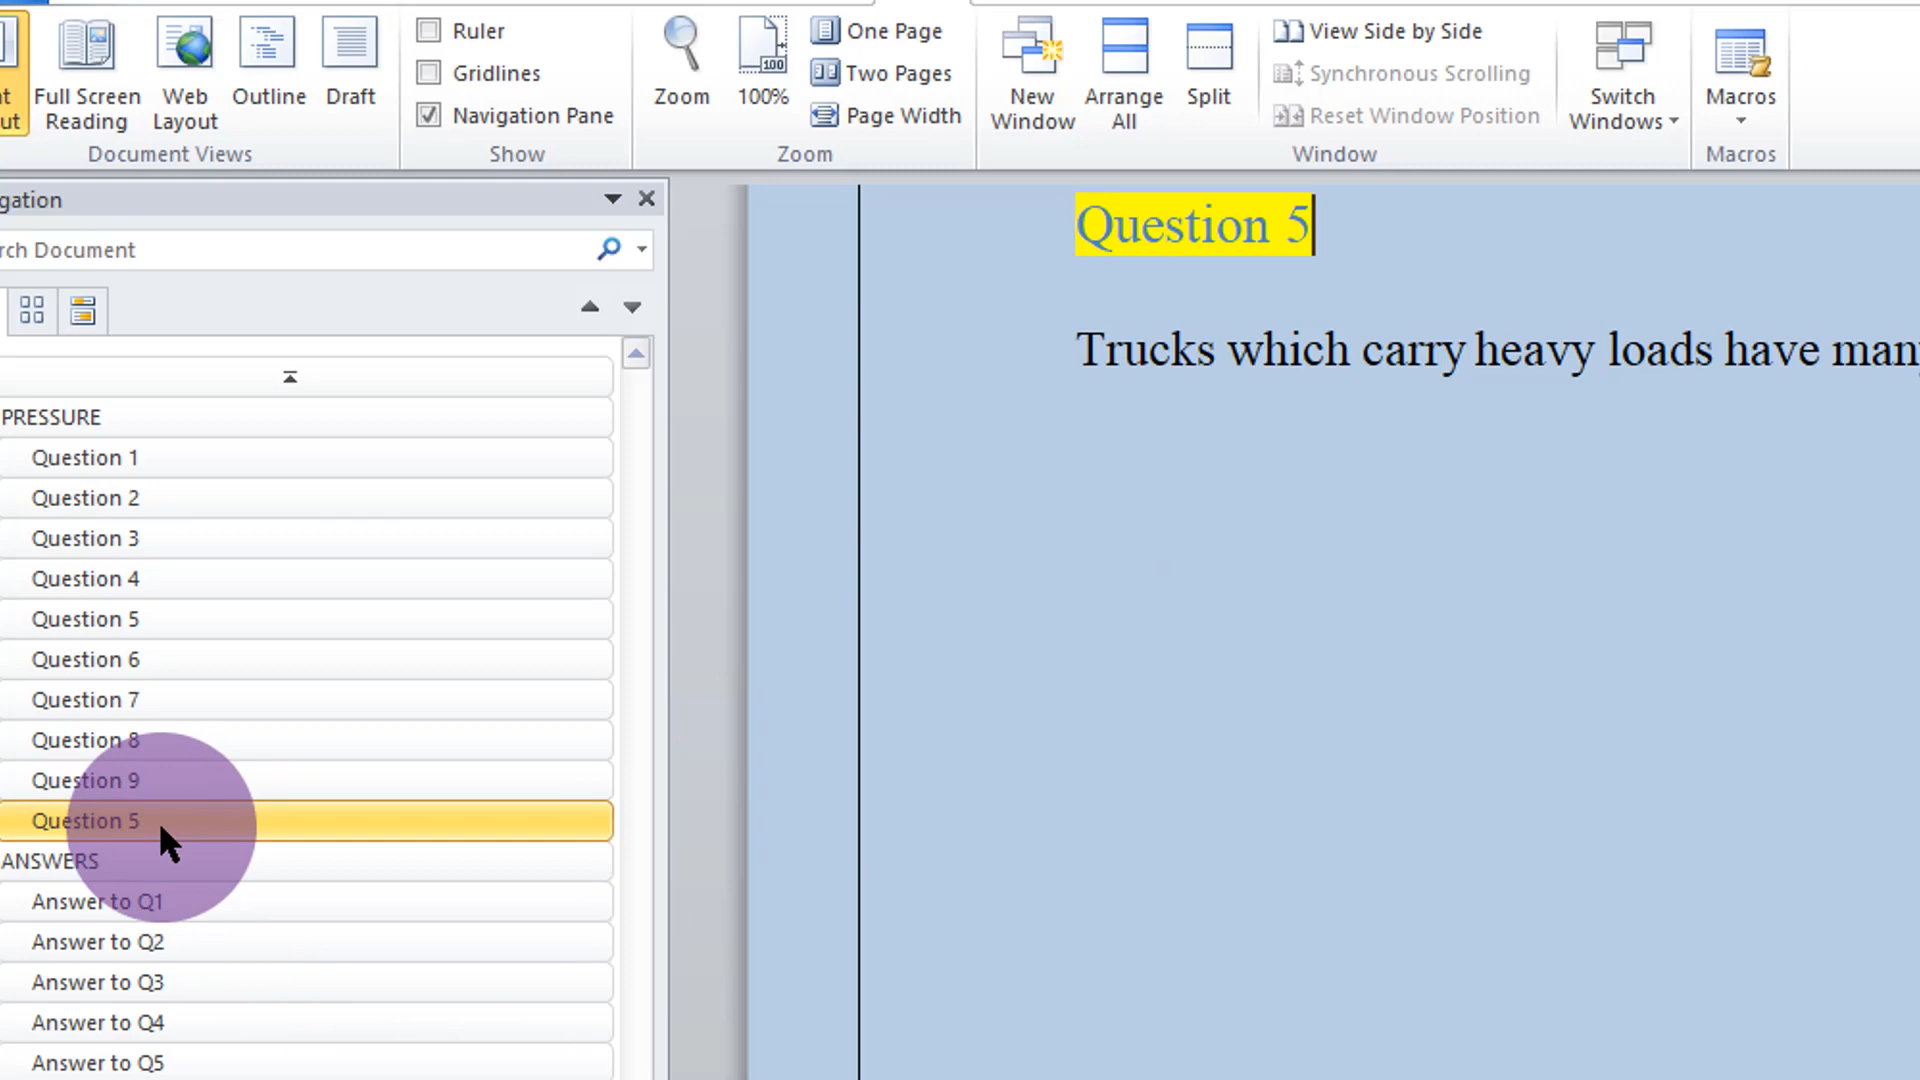 Full Screen Reading
Web Layout
Outline
Draft
Document Views
Ruler
Gridlines
Navigation Pane
Show
Zoom
100%
100
One Page
Two Pages
Page Width
Zoom
New Window
Arrange All
Split
View Side by Side
Synchronous Scrolling
Reset Window Position
Window
Switch Windows
Macros
Macros
gation
rch Document
PRESSURE
Question 1
Question 2
Question 3
Question 4
Question 5
Question 6
Question 7
Question 8
Question 9
Question 5
ANSWERS
Answer to Q1
Answer to Q2
Answer to Q3
Answer to Q4
Answer to Q5
Question 5
Trucks which carry heavy loads have many